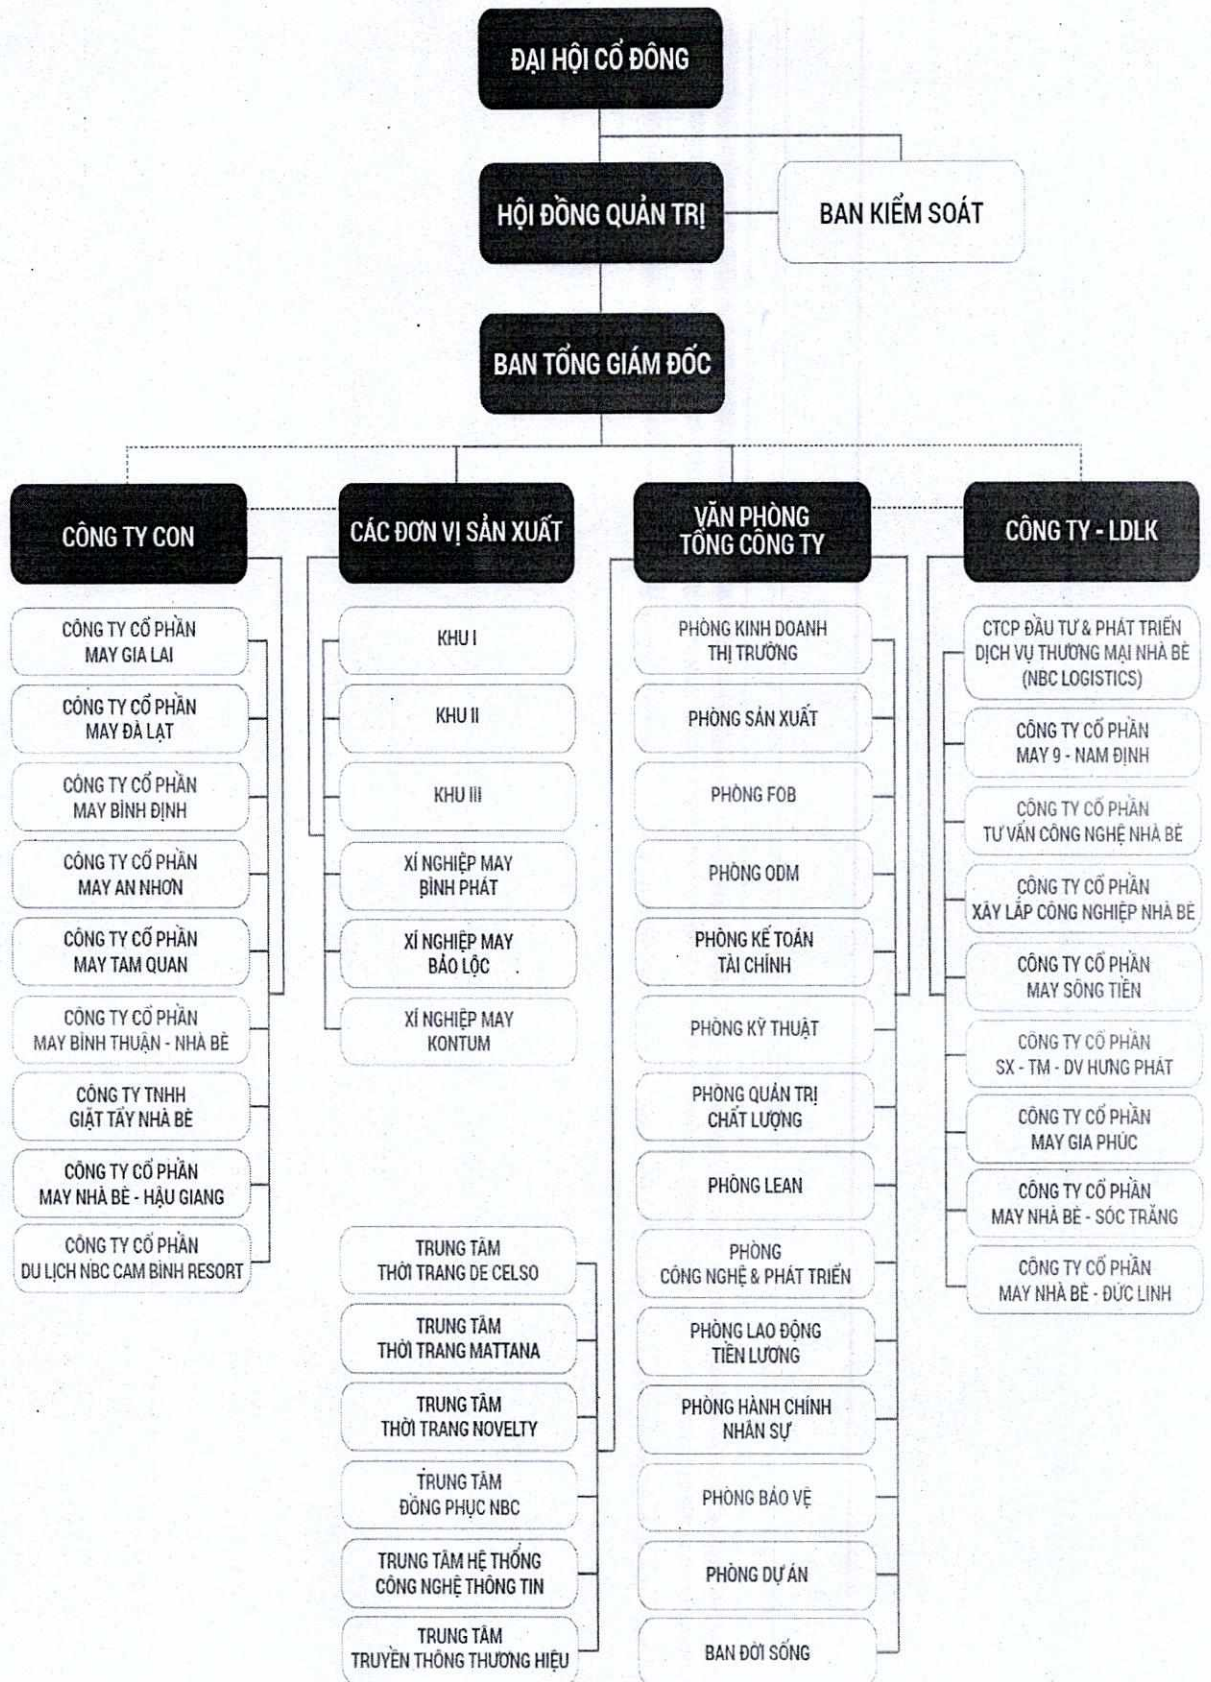 ĐẠI HỘI CỔ ĐÔNG
HỘI ĐỒNG QUẢN TRỊ
BAN KIỂM SOÁT
BAN TỔNG GIÁM ĐỐC
CÔNG TY CON
CÔNG TY CỔ PHẦN
MAY GIA LAI
CÔNG TY CỔ PHẦN
MAY ĐÀ LẠT
CÔNG TY CỔ PHẦN
MAY BÌNH ĐỊNH
CÔNG TY CỔ PHẦN
MAY AN NHƠN
CÔNG TY CỔ PHẦN
MAY TAM QUAN
CÔNG TY CỔ PHẦN
MAY BÌNH THUẬN - NHÀ BÈ
CÔNG TY TNHH
GIẶT TẨY NHÀ BÈ
CÔNG TY CỔ PHẦN
MAY NHÀ BÈ - HẬU GIANG
CÔNG TY CỔ PHẦN
DU LỊCH NBC CAM BÌNH RESORT
CÁC ĐƠN VỊ SẢN XUẤT
KHU I
KHU II
KHU III
XÍ NGHIỆP MAY
BÌNH PHÁT
XÍ NGHIỆP MAY
BẢO LỘC
XÍ NGHIỆP MAY
KONTUM
TRUNG TÂM
THỜI TRANG DE CELSO
TRUNG TÂM
THỜI TRANG MATTANA
TRUNG TÂM
THỜI TRANG NOVELTY
TRUNG TÂM
ĐỒNG PHỤC NBC
TRUNG TÂM HỆ THỐNG
CÔNG NGHỆ THÔNG TIN
TRUNG TÂM
TRUYỀN THÔNG THƯƠNG HIỆU
VĂN PHÒNG
TỔNG CÔNG TY
PHÒNG KINH DOANH
THỊ TRƯỜNG
PHÒNG SẢN XUẤT
PHÒNG FOB
PHÒNG ODM
PHÒNG KẾ TOÁN
TÀI CHÍNH
PHÒNG KỸ THUẬT
PHÒNG QUẢN TRỊ
CHẤT LƯỢNG
PHÒNG LEAN
PHÒNG
CÔNG NGHỆ & PHÁT TRIỂN
PHÒNG LAO ĐỘNG
TIỀN LƯƠNG
PHÒNG HÀNH CHÍNH
NHÂN SỰ
PHÒNG BẢO VỆ
PHÒNG DỰ ÁN
BAN ĐỜI SỐNG
CÔNG TY - LDLK
CTCP ĐẦU TƯ & PHÁT TRIỂN
DỊCH VỤ THƯƠNG MẠI NHÀ BÈ
(NBC LOGISTICS)
CÔNG TY CỔ PHẦN
MAY 9 - NAM ĐỊNH
CÔNG TY CỔ PHẦN
TƯ VẤN CÔNG NGHỆ NHÀ BÈ
CÔNG TY CỔ PHẦN
XÂY LẮP CÔNG NGHIỆP NHÀ BÈ
CÔNG TY CỔ PHẦN
MAY SÔNG TIỀN
CÔNG TY CỔ PHẦN
SX - TM - DV HƯNG PHÁT
CÔNG TY CỔ PHẦN
MAY GIA PHÚC
CÔNG TY CỔ PHẦN
MAY NHÀ BÈ - SÓC TRĂNG
CÔNG TY CỔ PHẦN
MAY NHÀ BÈ - ĐỨC LINH